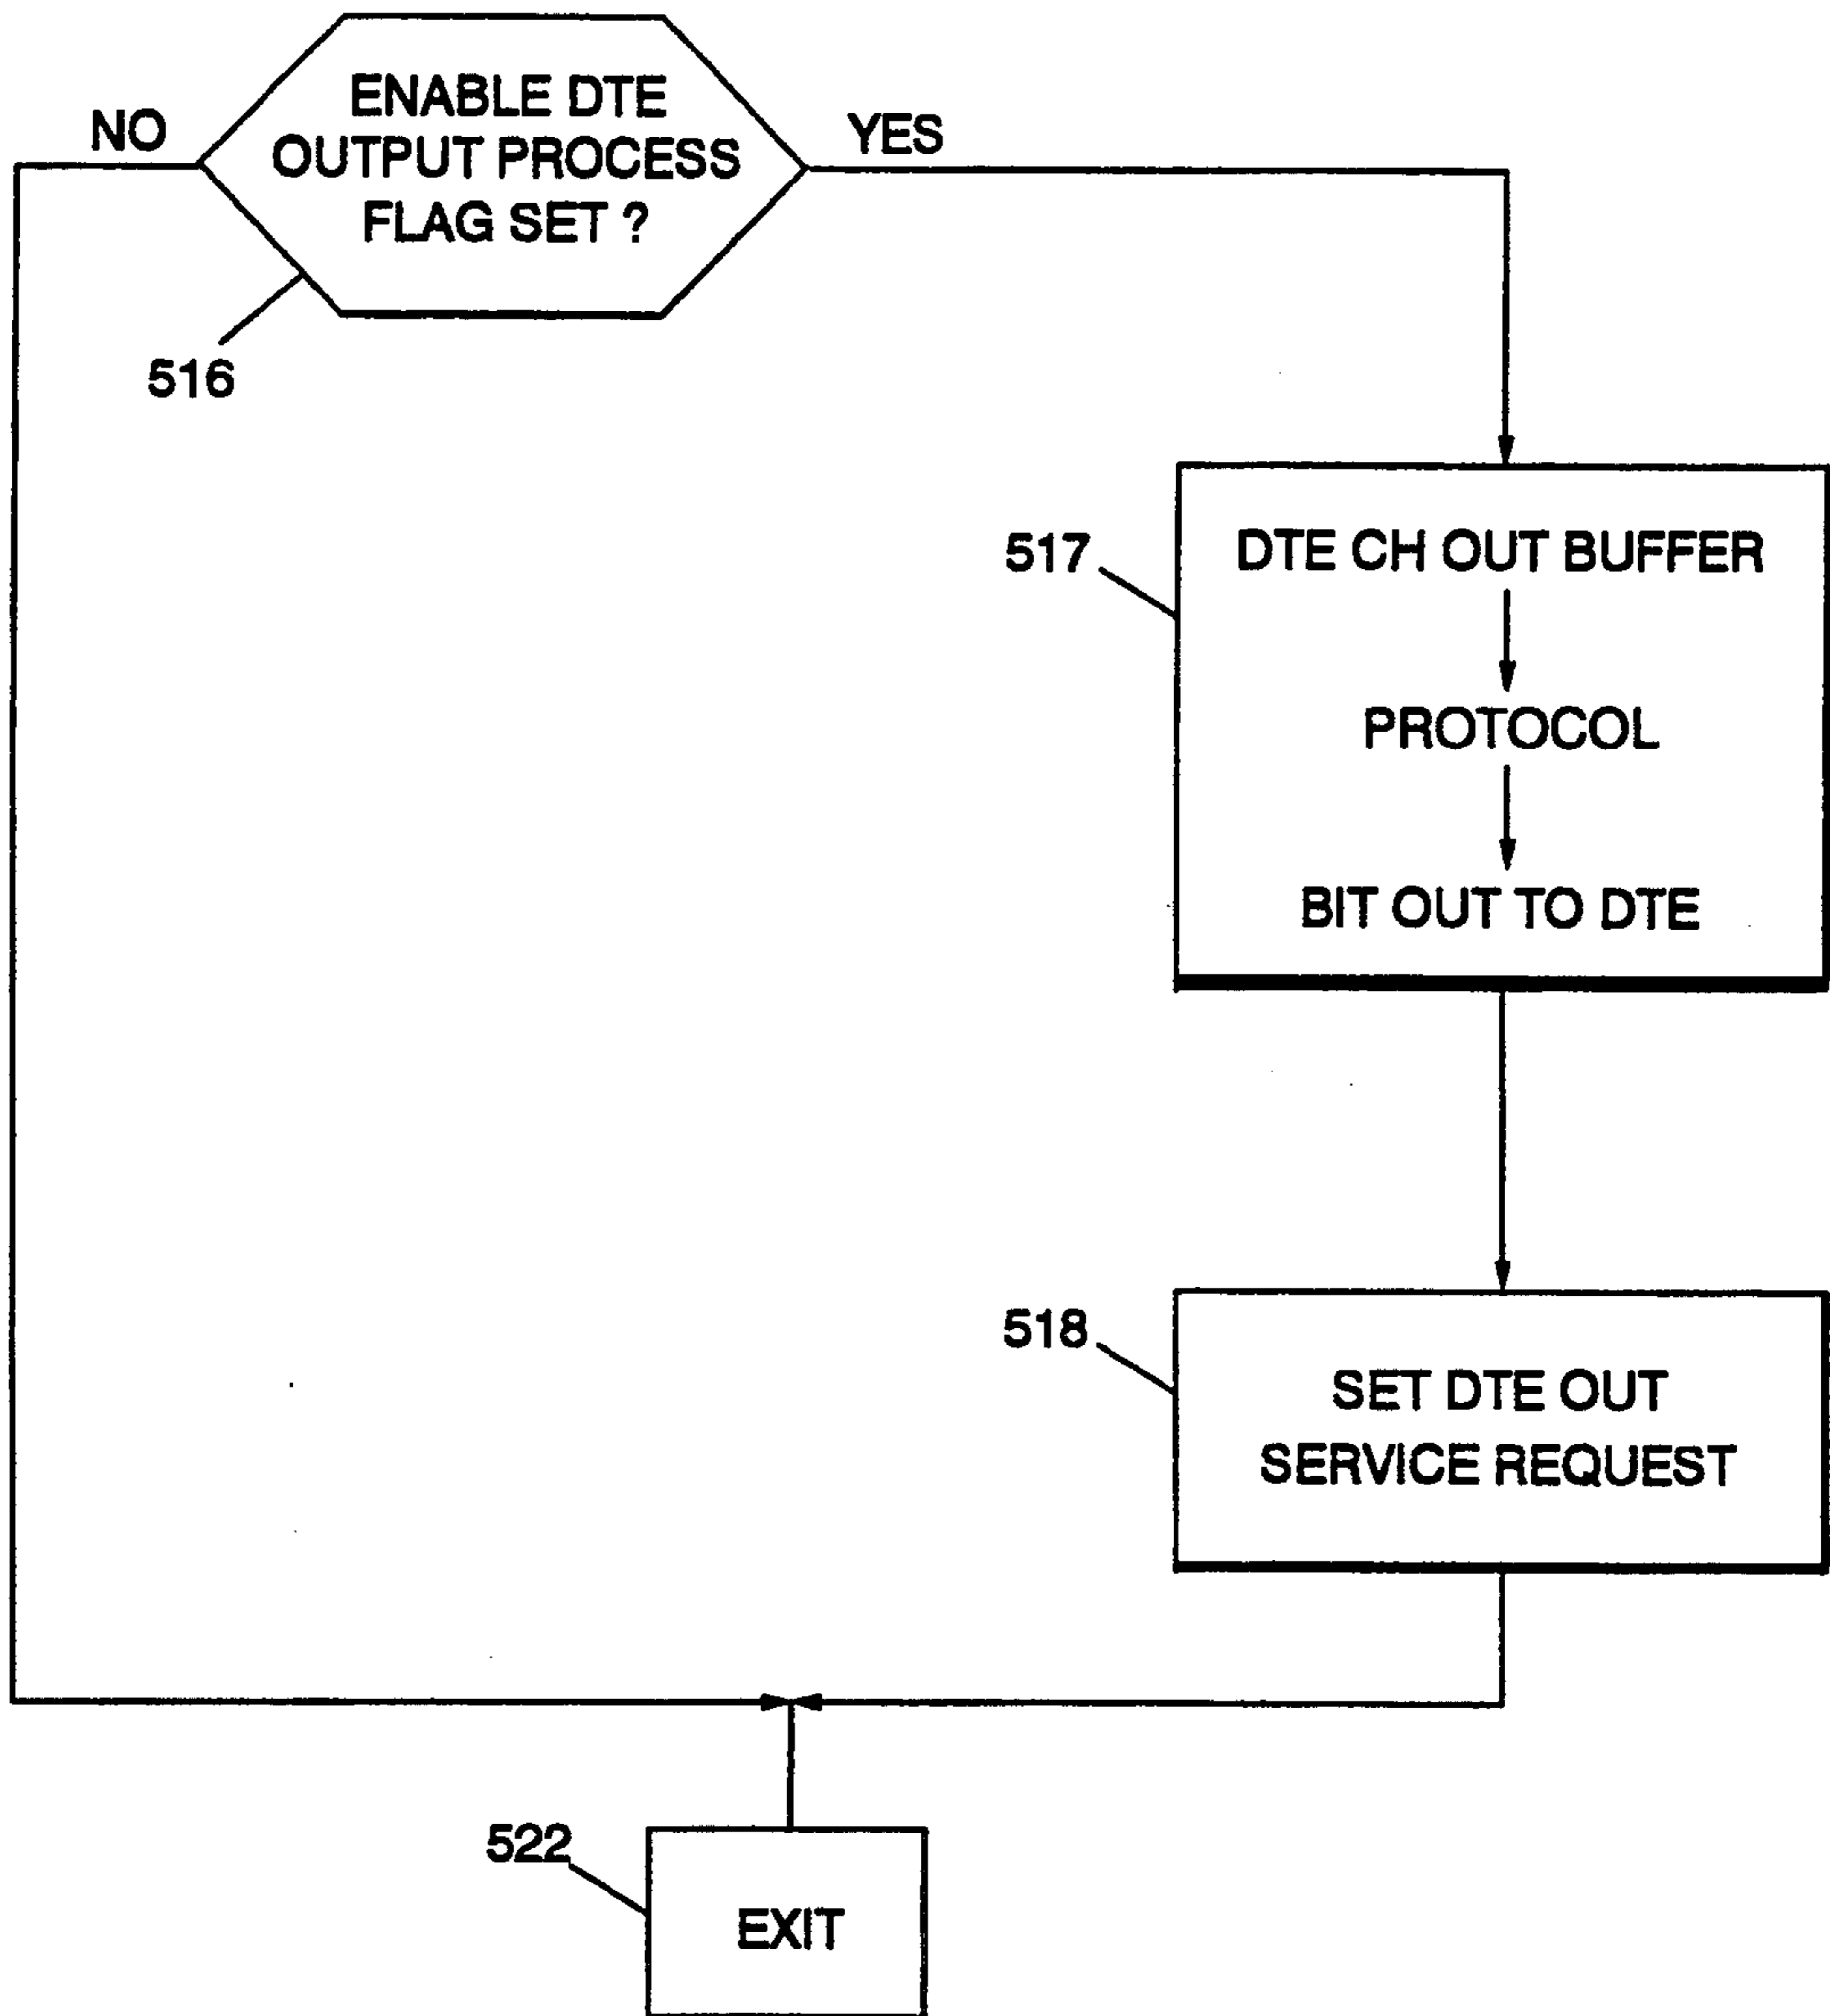 ENABLE DTE
OUTPUT PROCESS
FLAG SET ?
NO
YES
516
517
DTE CH OUT BUFFER
PROTOCOL
BIT OUT TO DTE
518
SET DTE OUT
SERVICE REQUEST
522
EXIT